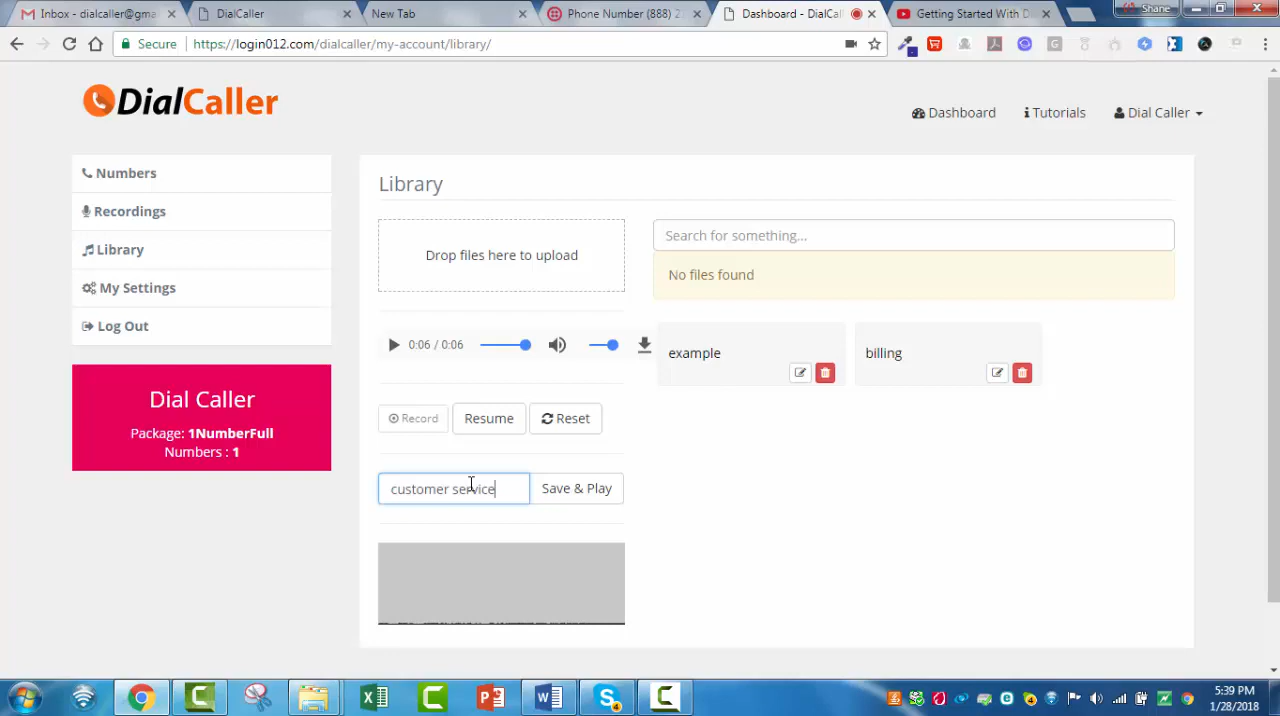 Inbox - dialcaller@gma
DialCaller
New Tab
Phone Number (888) 2
Dashboard - DialCall
Getting Started With D
Shane
Secure
https://login012.com/dialcaller/my-account/library/
DialCaller
Dashboard
Tutorials
Dial Caller
Numbers
Recordings
Library
My Settings
Log Out
Dial Caller
Package: 1NumberFull
Numbers : 1
Library
Drop files here to upload
Search for something...
No files found
0:06 / 0:06
example
billing
Record
Resume
Reset
customer service
Save & Play
5:39 PM
1/28/2018